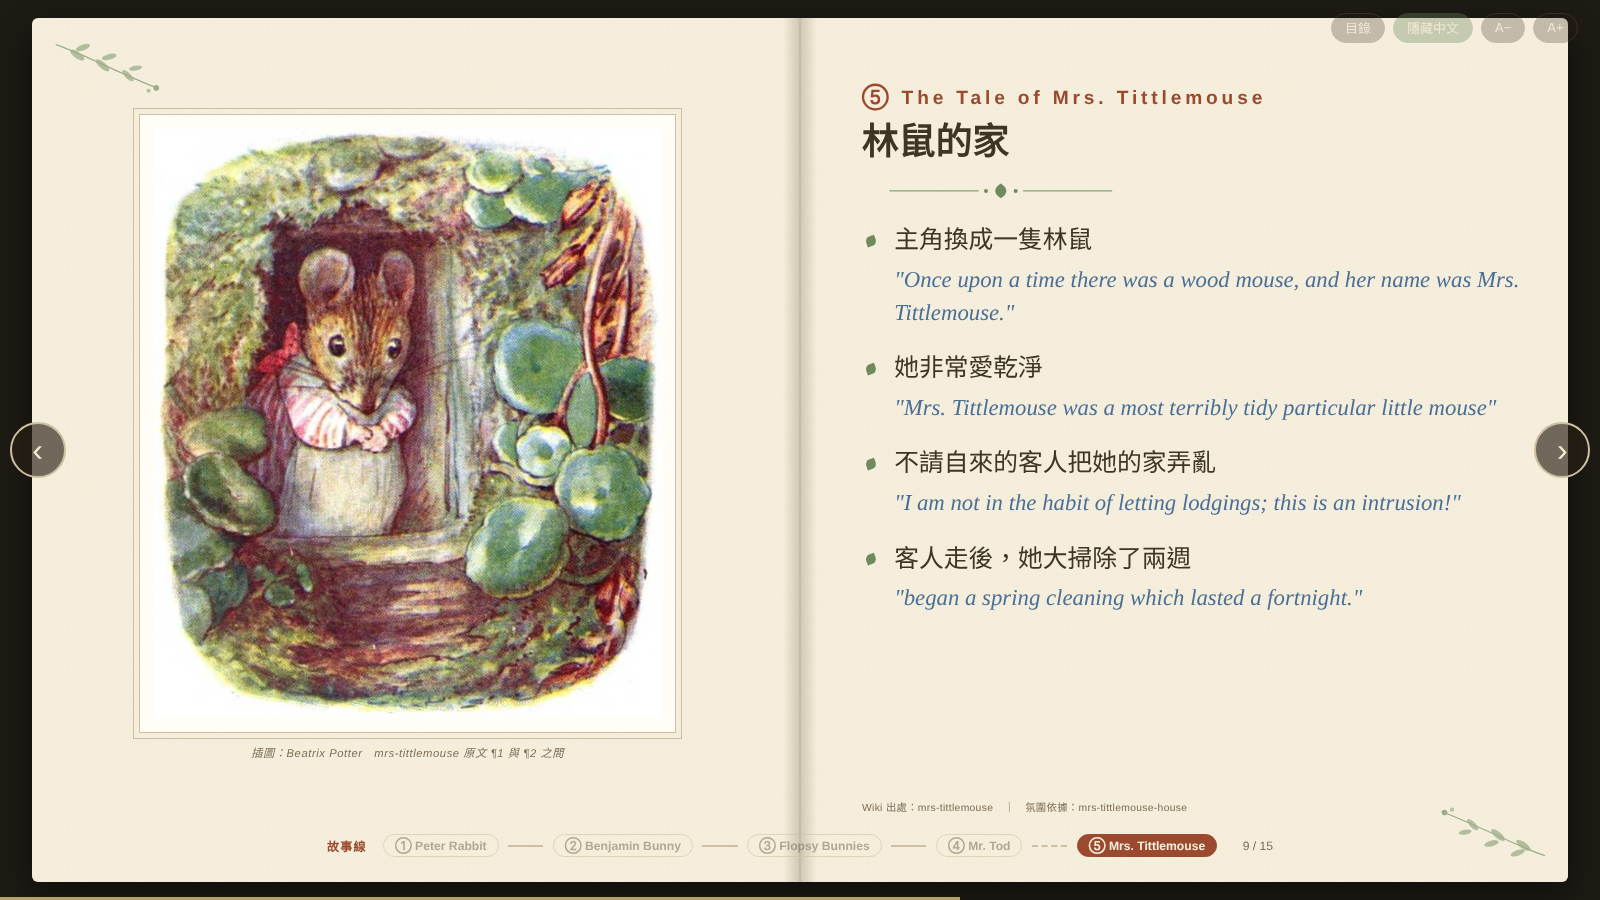 目錄
隱藏中文
A−
A+
⑤ The Tale of Mrs. Tittlemouse
林鼠的家
主角換成一隻林鼠
"Once upon a time there was a wood mouse, and her name was Mrs.
Tittlemouse."
她非常愛乾淨
"Mrs. Tittlemouse was a most terribly tidy particular little mouse"
不請自來的客人把她的家弄亂
"I am not in the habit of letting lodgings; this is an intrusion!"
客人走後，她大掃除了兩週
"began a spring cleaning which lasted a fortnight."
插圖：Beatrix Potter mrs-tittlemouse 原文 ¶1 與 ¶2 之間
Wiki 出處：mrs-tittlemouse ｜ 氛圍依據：mrs-tittlemouse-house
故事線 ① Peter Rabbit ② Benjamin Bunny ③ Flopsy Bunnies ④ Mr. Tod ⑤ Mrs. Tittlemouse 9 / 15